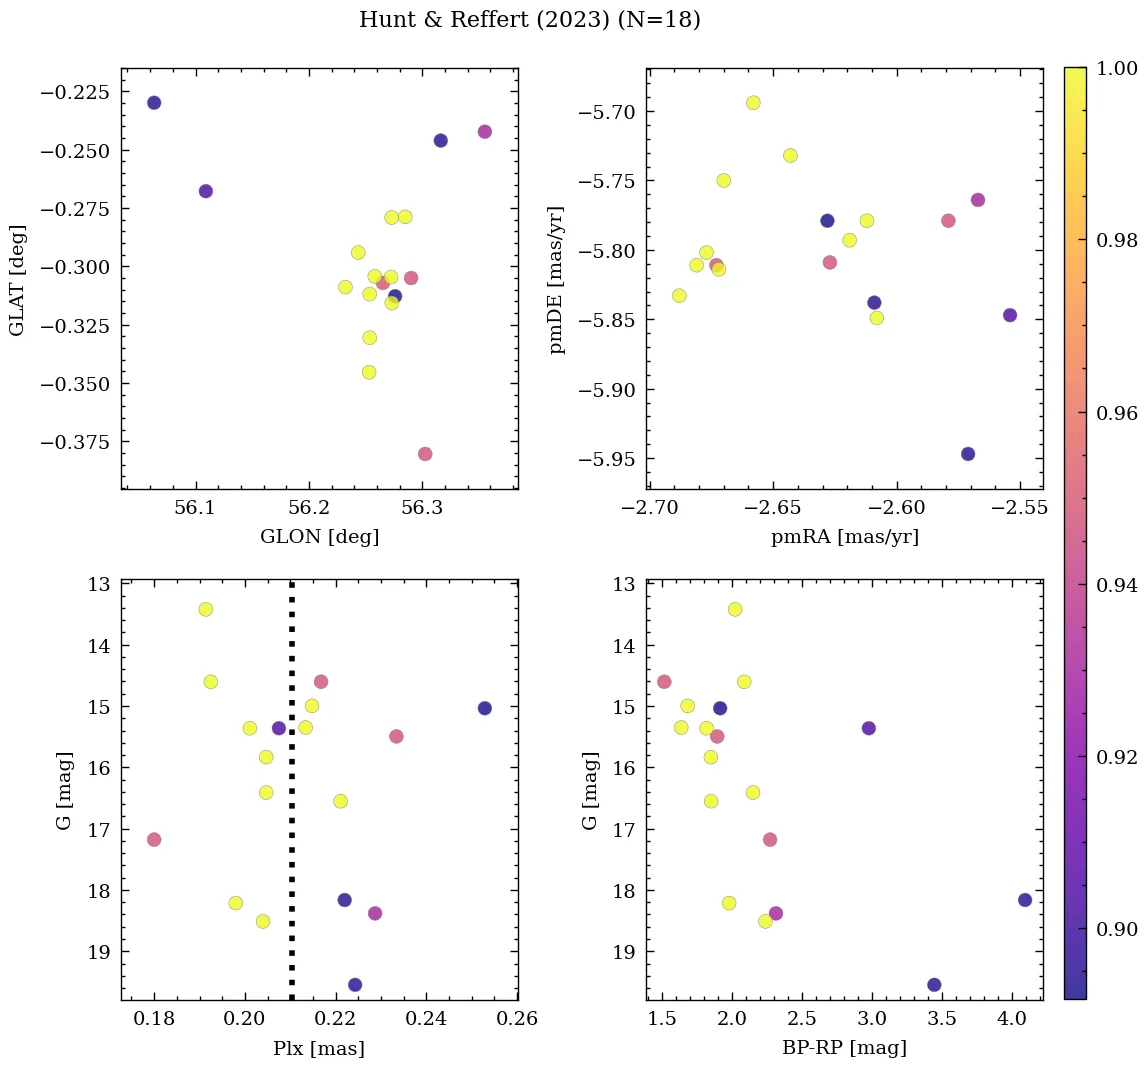 Hunt & Reffert (2023) (N=18)
−0.225
−0.250
−0.275
−0.300
−0.325
−0.350
−0.375
GLAT [deg]
56.1 56.2 56.3
GLON [deg]
−5.70
−5.75
−5.80
−5.85
−5.90
−5.95
pmDE [mas/yr]
−2.70 −2.65 −2.60 −2.55
pmRA [mas/yr]
13
14
15
16
17
18
19
G [mag]
0.18 0.20 0.22 0.24 0.26
Plx [mas]
13
14
15
16
17
18
19
G [mag]
1.5 2.0 2.5 3.0 3.5 4.0
BP-RP [mag]
1.00
0.98
0.96
0.94
0.92
0.90